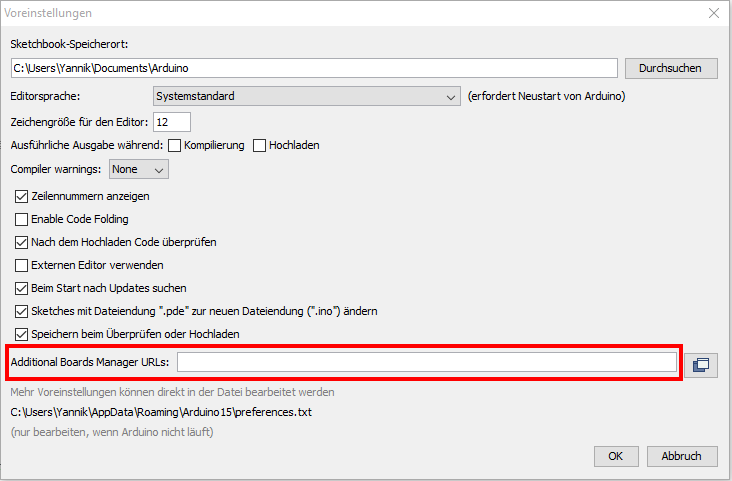 Voreinstellungen
Sketchbook-Speicherort:
C:\Users\Yannik\Documents\Arduino Durchsuchen
Editorsprache: Systemstandard (erfordert Neustart von Arduino)
Zeichengröße für den Editor: 12
Ausführliche Ausgabe während: Kompilierung Hochladen
Compiler warnings: None
Zeilennummern anzeigen
Enable Code Folding
Nach dem Hochladen Code überprüfen
Externen Editor verwenden
Beim Start nach Updates suchen
Sketches mit Dateiendung ".pde" zur neuen Dateiendung (".ino") ändern
Speichern beim Überprüfen oder Hochladen
Additional Boards Manager URLs:
Mehr Voreinstellungen können direkt in der Datei bearbeitet werden
C:\Users\Yannik\AppData\Roaming\Arduino15\preferences.txt
(nur bearbeiten, wenn Arduino nicht läuft)
OK Abbruch